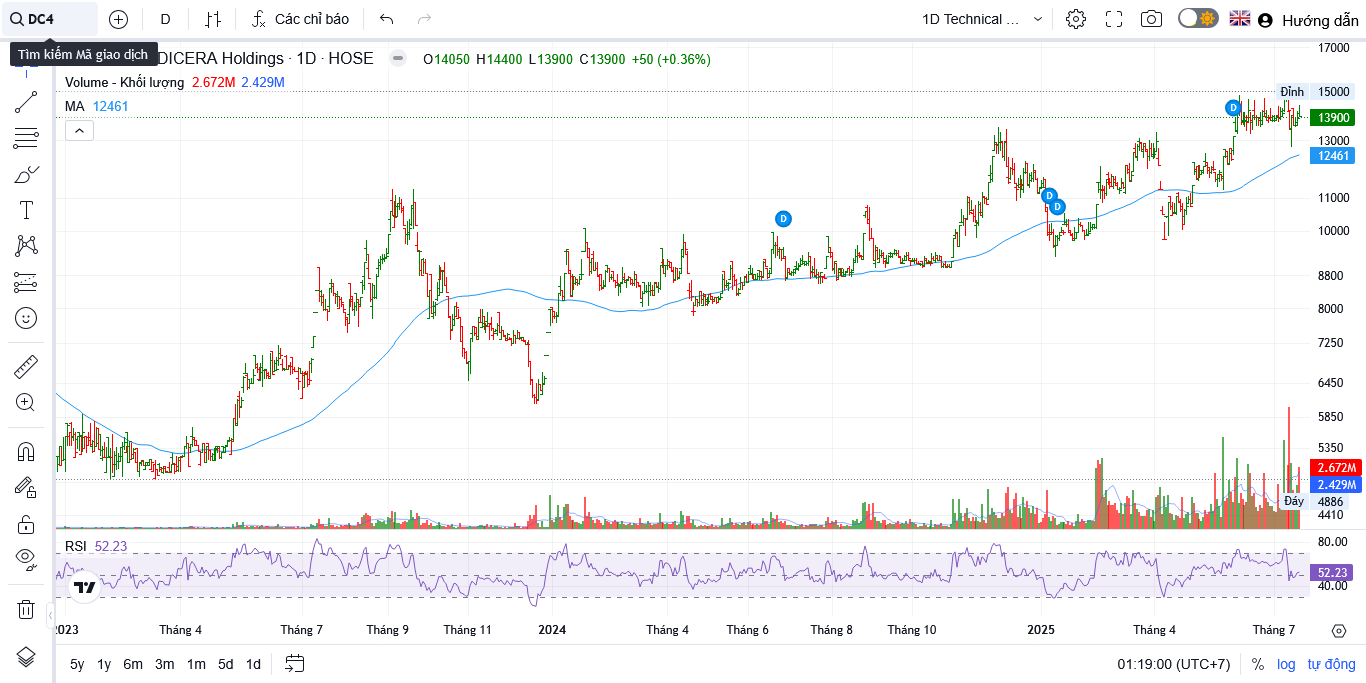 DC4 D Các chỉ báo 1D Technical ... Hướng dẫn
Tìm kiếm Mã giao dịch
DICERA Holdings · 1D · HOSE O14050 H14400 L13900 C13900 +50 (+0.36%)
Volume - Khối lượng 2.672M 2.429M
MA 12461
17000
Đỉnh 15000
D
13900
13000
12461
D
D
11000
D
10000
8800
8000
7250
6450
5850
5350
2.672M
2.429M
Đáy 4886
4410
RSI 52.23
80.00
52.23
40.00
2023 Tháng 4 Tháng 7 Tháng 9 Tháng 11 2024 Tháng 4 Tháng 6 Tháng 8 Tháng 10 2025 Tháng 4 Tháng 7
5y 1y 6m 3m 1m 5d 1d 01:19:00 (UTC+7) % log tự động